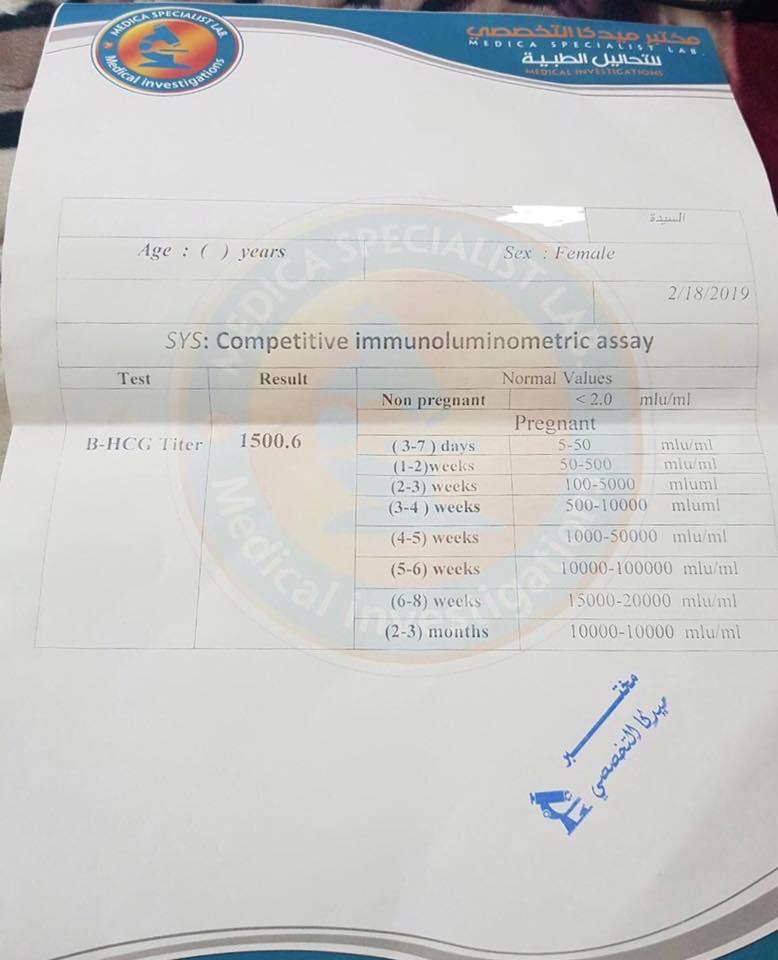 MEDICA SPECIALIST LAB
Medical investigations
مختبر ميدكا التخصصي
MEDICA SPECIALIST LAB.
للتحاليل الطبية
MEDICAL INVESTIGATIONS
السيدة
Age : ( ) years Sex : Female
2/18/2019
SYS: Competitive immunoluminometric assay
Test Result Normal Values
Non pregnant < 2.0 mlu/ml
Pregnant
B-HCG Titer 1500.6 ( 3-7 ) days 5-50 mlu/ml
(1-2)weeks 50-500 mlu/ml
(2-3) weeks 100-5000 mluml
(3-4 ) weeks 500-10000 mluml
(4-5) weeks 1000-50000 mlu/ml
(5-6) weeks 10000-100000 mlu/ml
(6-8) weeks 15000-20000 mlu/ml
(2-3) months 10000-10000 mlu/ml
MEDICA SPECIALIST LAB.
Medical investigations
مختبر
ميدكا التخصصي